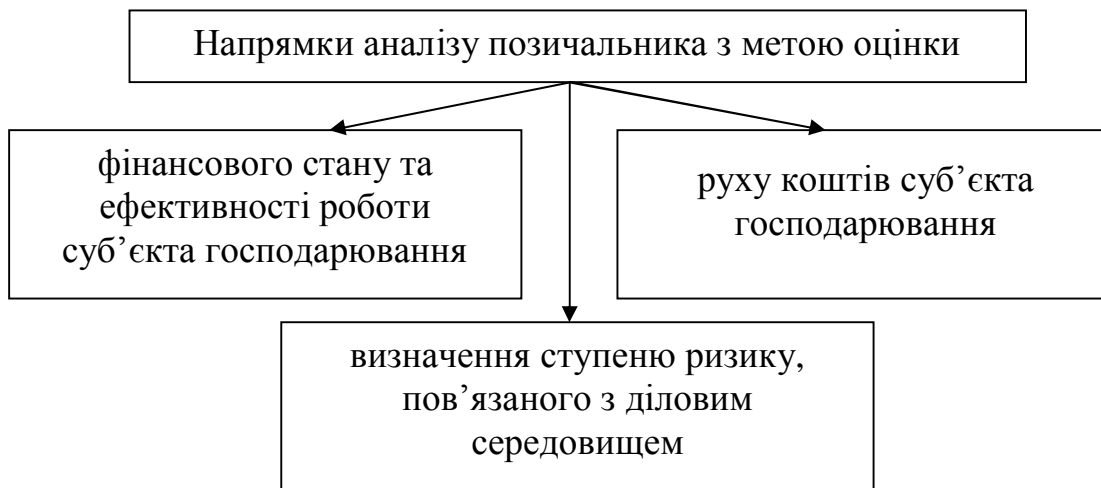 Напрямки аналізу позичальника з метою оцінки
фінансового стану та
ефективності роботи
суб’єкта господарювання
руху коштів суб’єкта
господарювання
визначення ступеню ризику,
пов’язаного з діловим
середовищем